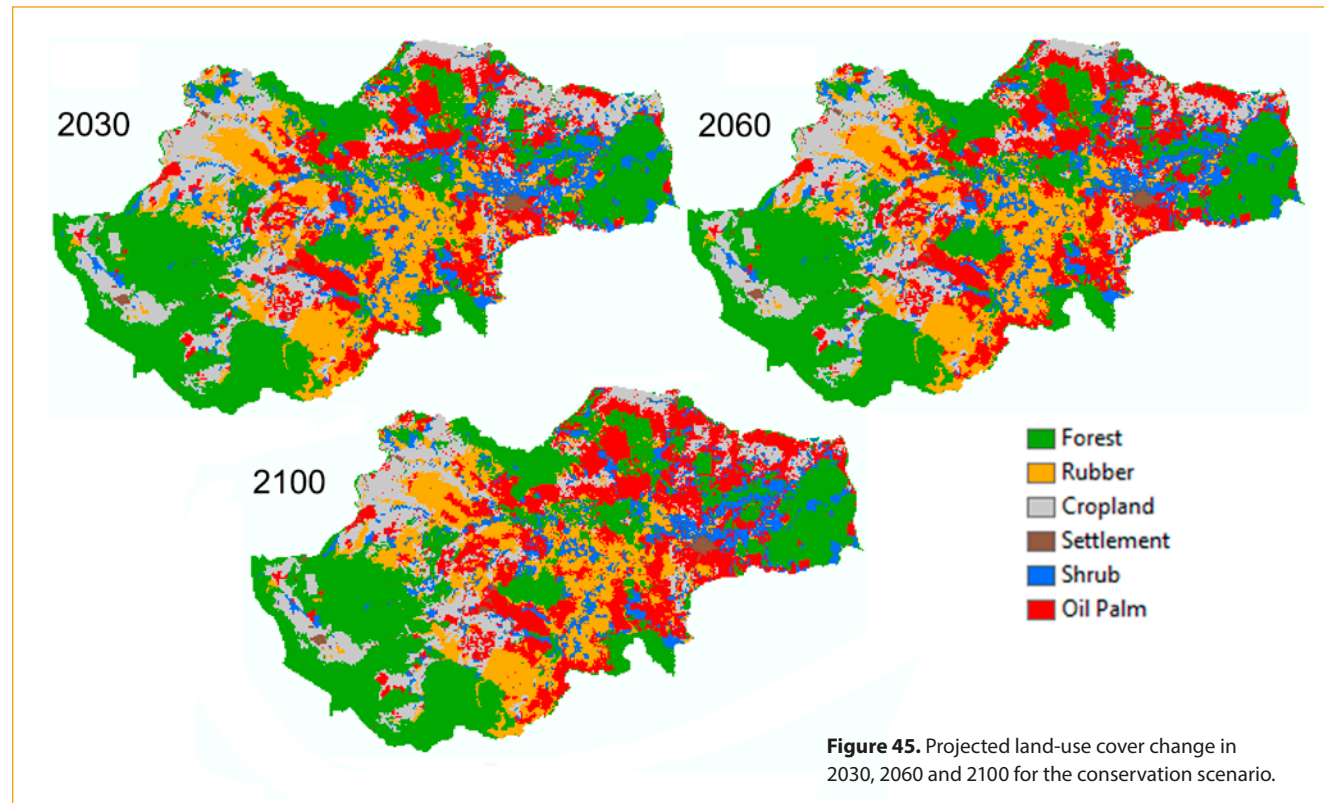 2030
2060
2100
Forest
Rubber
Cropland
Settlement
Shrub
Oil Palm
Figure 45. Projected land-use cover change in
2030, 2060 and 2100 for the conservation scenario.